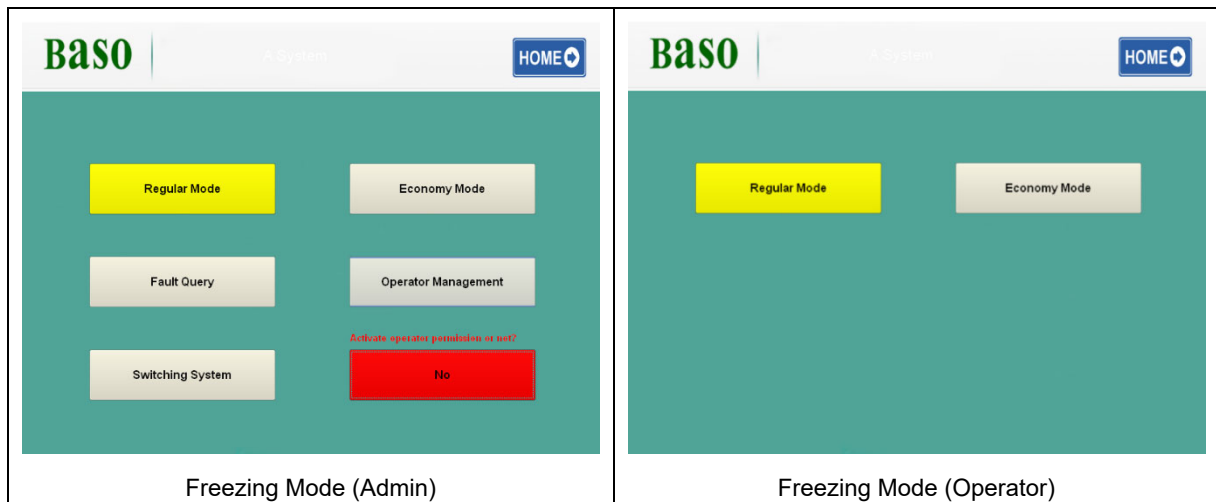 Baso
A System
HOME
Regular Mode
Economy Mode
Fault Query
Operator Management
Activate operator permission or not?
Switching System
No
Freezing Mode (Admin)
Baso
A System
HOME
Regular Mode
Economy Mode
Freezing Mode (Operator)